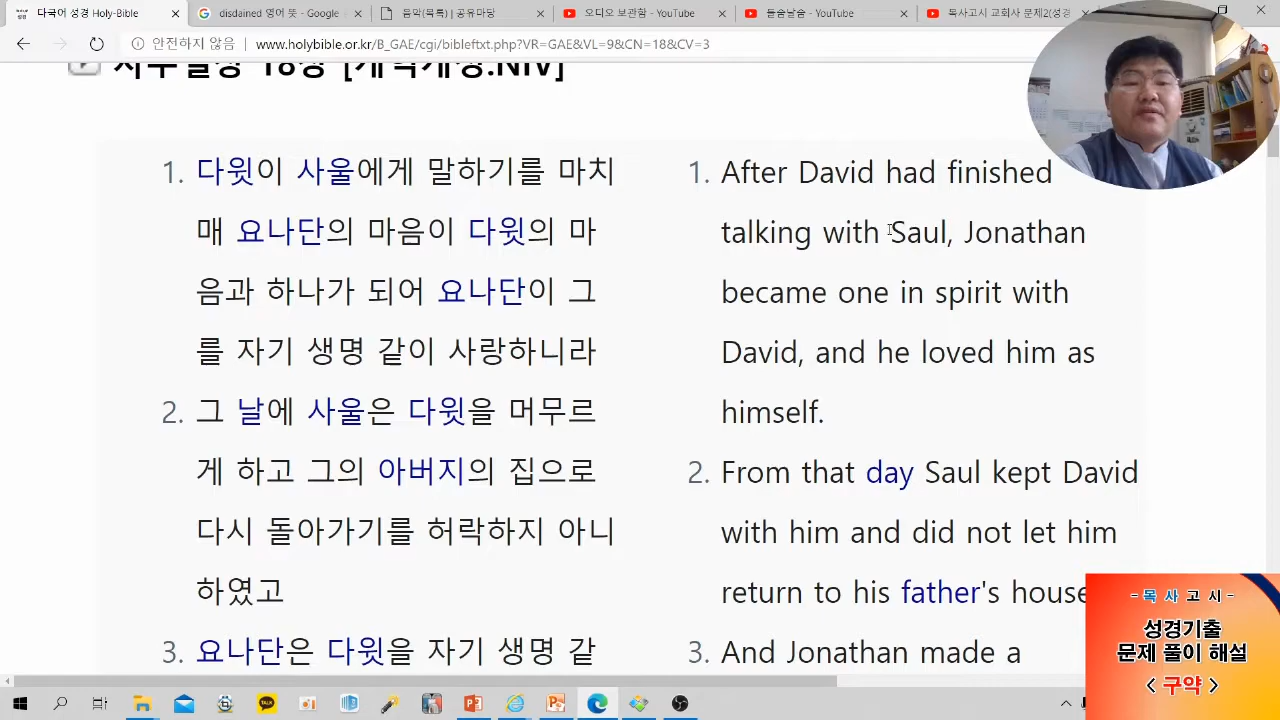 다국어 성경 Holy-Bible
disdained 영어 뜻 - Google
음악(목록) | 공유마당
오디오 보관함 - YouTube
돌숨날숨 - YouTube
목사고시 교회사 문제2(성경
안전하지 않음
www.holybible.or.kr/B_GAE/cgi/bibleftxt.php?VR=GAE&VL=9&CN=18&CV=3
18장 [개역개정.NIV]
1. 다윗이 사울에게 말하기를 마치
매 요나단의 마음이 다윗의 마
음과 하나가 되어 요나단이 그
를 자기 생명 같이 사랑하니라
2. 그 날에 사울은 다윗을 머무르
게 하고 그의 아버지의 집으로
다시 돌아가기를 허락하지 아니
하였고
3. 요나단은 다윗을 자기 생명 같
1. After David had finished
talking with Saul, Jonathan
became one in spirit with
David, and he loved him as
himself.
2. From that day Saul kept David
with him and did not let him
return to his father's house
3. And Jonathan made a
- 목 사 고 시 -
성경기출
문제 풀이 해설
< 구약 >
TALK